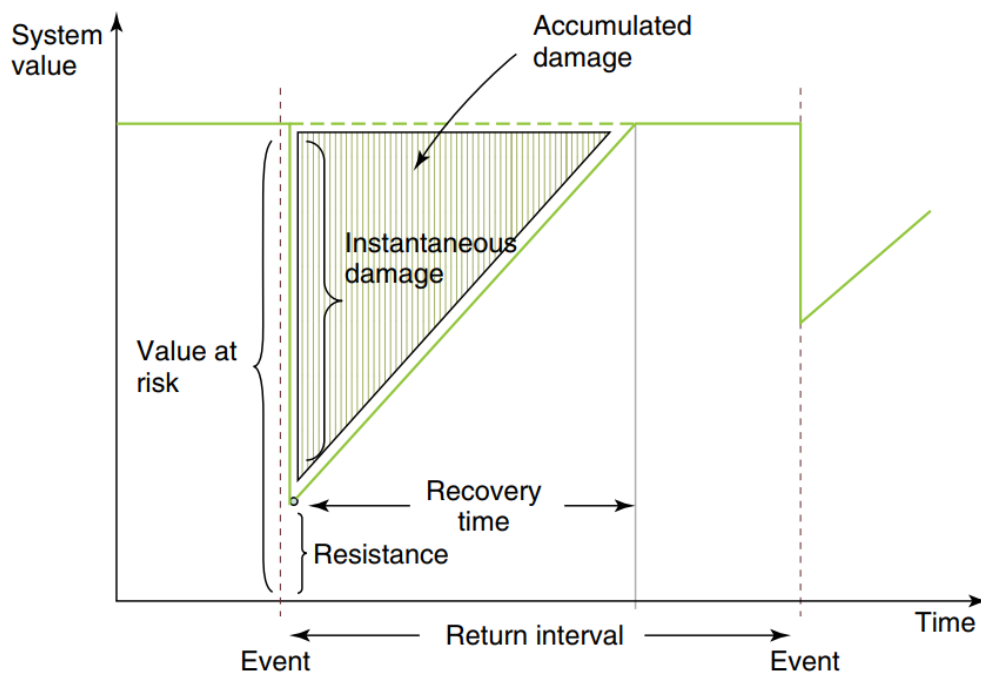 System
value
Accumulated
damage
Instantaneous
damage
Value at
risk
Recovery
time
Resistance
Time
Return interval
Event
Event